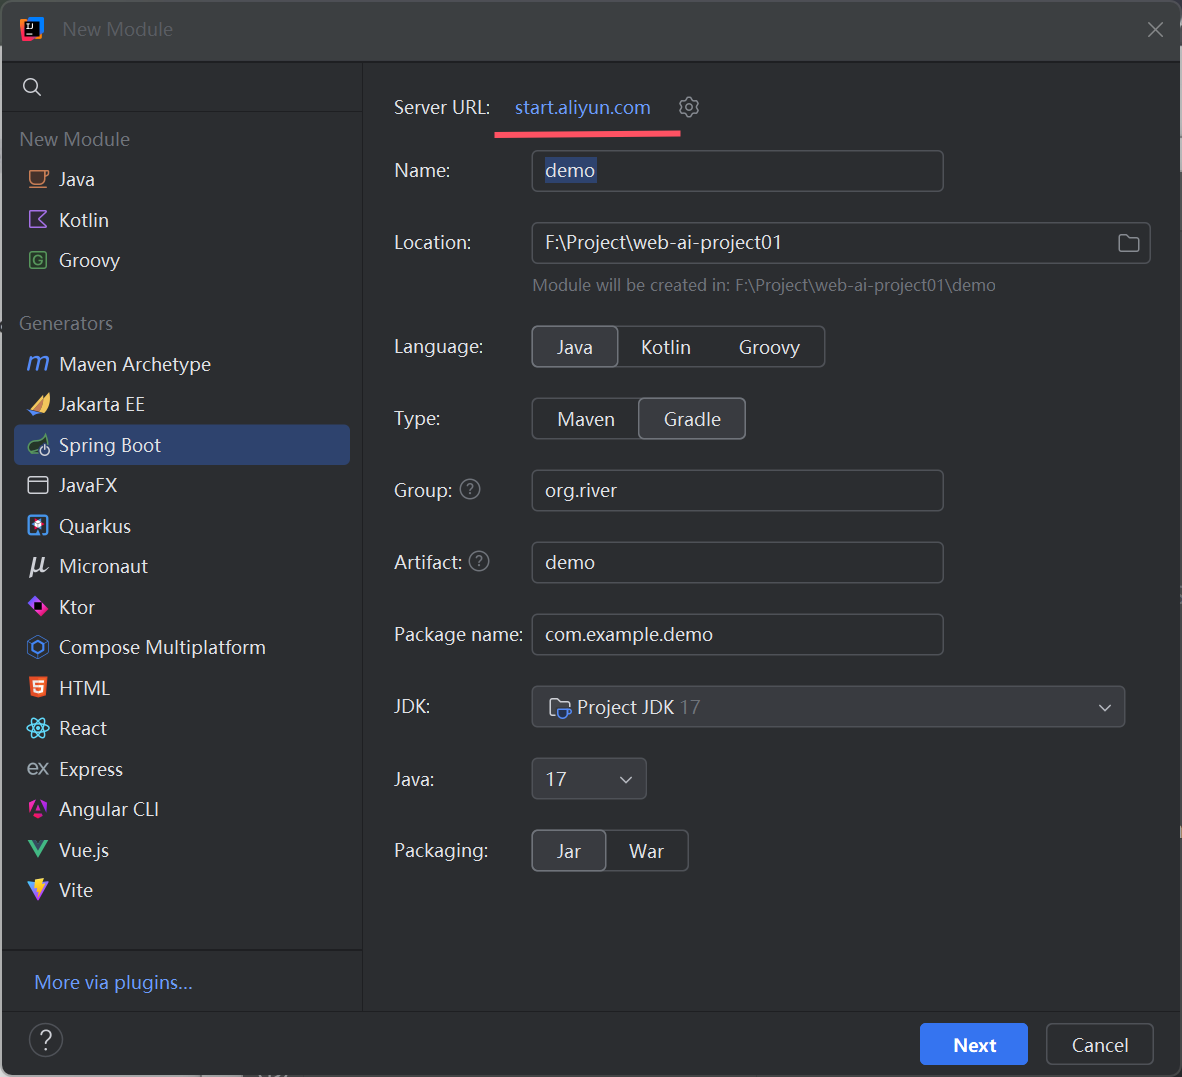 New Module
Server URL: start.aliyun.com
New Module
Java
Kotlin
Groovy
Generators
Maven Archetype
Jakarta EE
Spring Boot
JavaFX
Quarkus
Micronaut
Ktor
Compose Multiplatform
HTML
React
Express
Angular CLI
Vue.js
Vite
More via plugins...
Name: demo
Location: F:\Project\web-ai-project01
Module will be created in: F:\Project\web-ai-project01\demo
Language: Java Kotlin Groovy
Type: Maven Gradle
Group: org.river
Artifact: demo
Package name: com.example.demo
JDK: Project JDK 17
Java: 17
Packaging: Jar War
Next Cancel